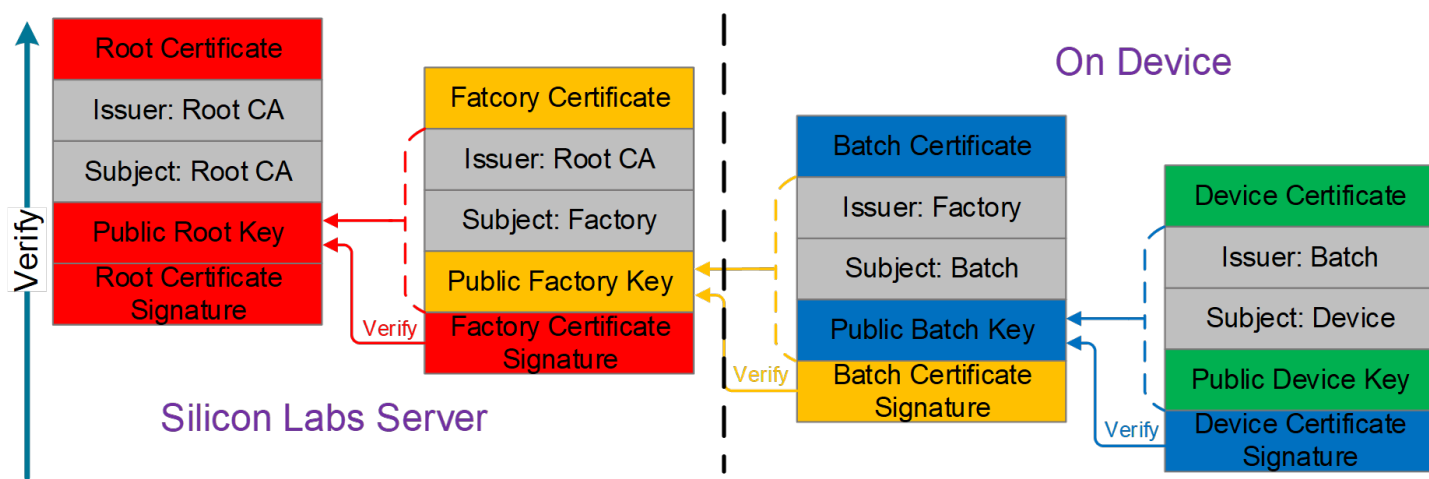 Verify
Root Certificate
Issuer: Root CA
Subject: Root CA
Public Root Key
Root Certificate
Signature
Fatcory Certificate
Issuer: Root CA
Subject: Factory
Public Factory Key
Factory Certificate
Signature
Verify
Silicon Labs Server
On Device
Batch Certificate
Issuer: Factory
Subject: Batch
Public Batch Key
Batch Certificate
Signature
Verify
Device Certificate
Issuer: Batch
Subject: Device
Public Device Key
Device Certificate
Signature
Verify